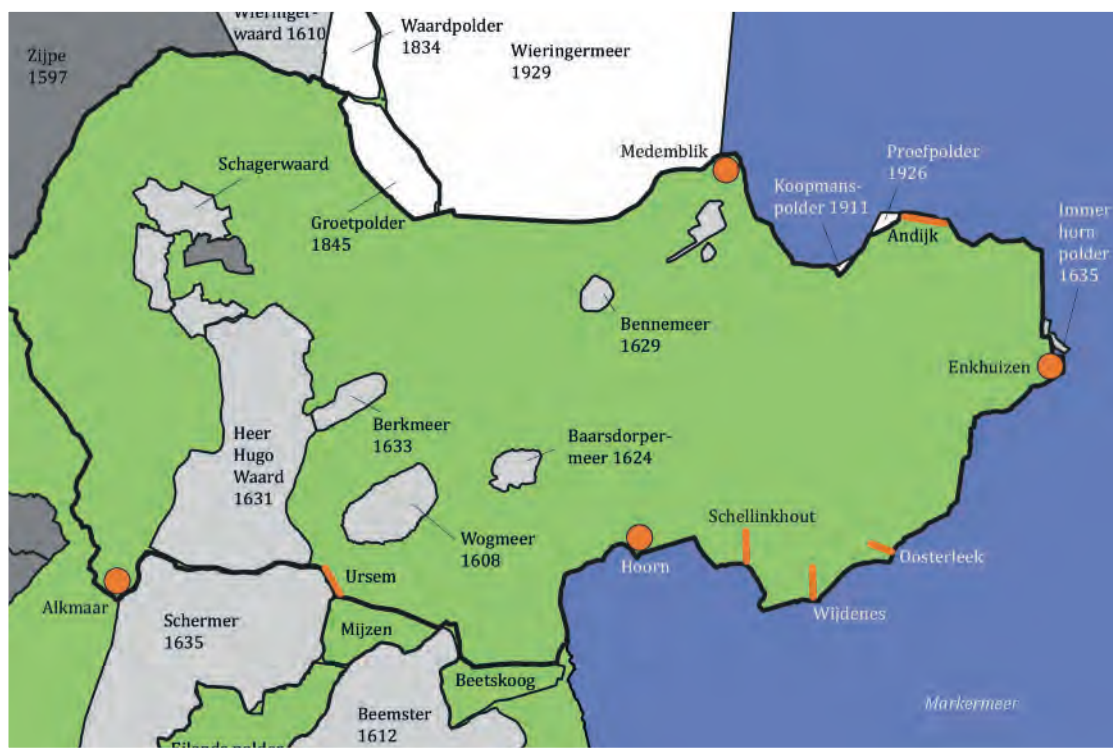 Wieringer-
waard 1610
Waardpolder
1834
Zijpe
1597
Wieringermeer
1929
Medemblik
Proefpolder
1926
Schagerwaard
Koopmans-
polder 1911
Immer
horn
polder
1635
Groetpolder
1845
Andijk
Bennemeer
1629
Enkhuizen
Berkmeer
1633
Heer
Hugo
Waard
1631
Baarsdorper-
meer 1624
Schellinkhout
Wogmeer
1608
Hoorn
Oosterleek
Ursem
Alkmaar
Wijdenes
Schermer
1635
Mijzen
Beetskoog
Markermeer
Beemster
1612
Eilandspolder